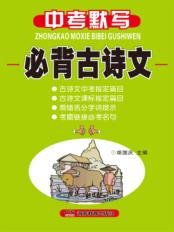 中考默写
ZHONGKAO MOXIE BIBEI GUSHIWEN
必背古诗文
●古诗文中考指定篇目
●古诗文课标指定篇目
●易错易分字词提示
●考题链接必考名句
主编